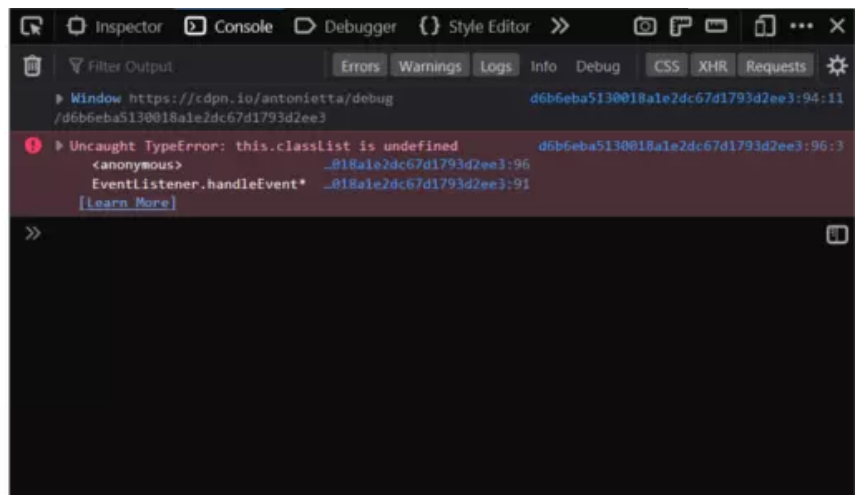 Inspector Console Debugger {} Style Editor
Filter Output Errors Warnings Logs Info Debug CSS XHR Requests
Window https://cdpn.io/antonietta/debug d6b6eba5130018a1e2dc67d1793d2ee3:94:11
/d6b6eba5130018a1e2dc67d1793d2ee3
Uncaught TypeError: this.classList is undefined d6b6eba5130018a1e2dc67d1793d2ee3:96:3
<anonymous> …018a1e2dc67d1793d2ee3:96
EventListener.handleEvent* …018a1e2dc67d1793d2ee3:91
[Learn More]